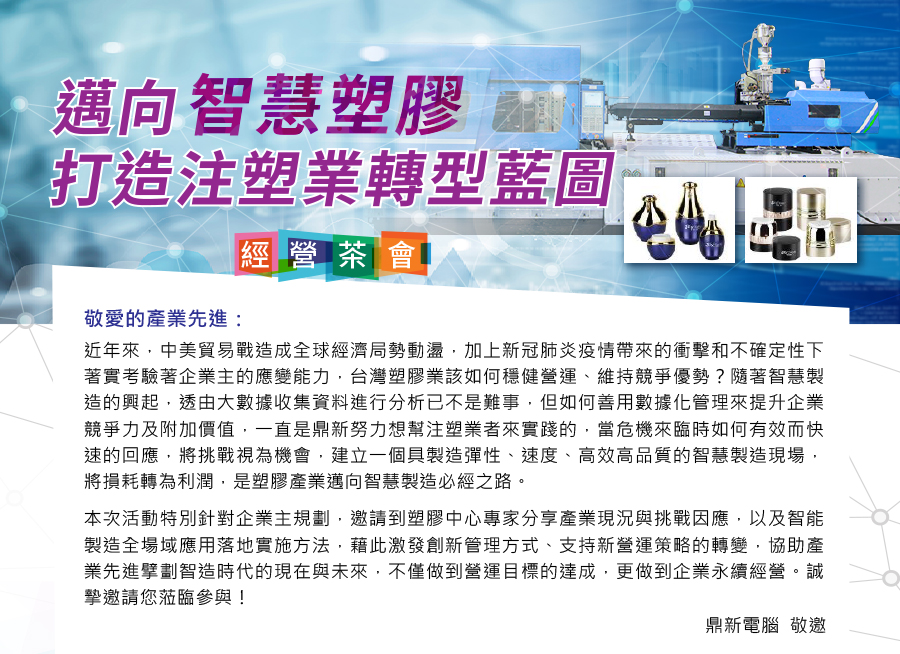 邁向智慧塑膠
打造注塑業轉型藍圖
經營茶會
敬愛的產業先進：
近年來，中美貿易戰造成全球經濟局勢動盪，加上新冠肺炎疫情帶來的衝擊和不確定性下
著實考驗著企業主的應變能力，台灣塑膠業該如何穩健營運、維持競爭優勢？隨著智慧製
造的興起，透由大數據收集資料進行分析已不是難事，但如何善用數據化管理來提升企業
競爭力及附加價值，一直是鼎新努力想幫注塑業者來實踐的，當危機來臨時如何有效而快
速的回應，將挑戰視為機會，建立一個具製造彈性、速度、高效高品質的智慧製造現場，
將損耗轉為利潤，是塑膠產業邁向智慧製造必經之路。
本次活動特別針對企業主規劃，邀請到塑膠中心專家分享產業現況與挑戰因應，以及智能
製造全場域應用落地實施方法，藉此激發創新管理方式、支持新營運策略的轉變，協助產
業先進擘劃智造時代的現在與未來，不僅做到營運目標的達成，更做到企業永續經營。誠
摯邀請您蒞臨參與！
鼎新電腦 敬邀